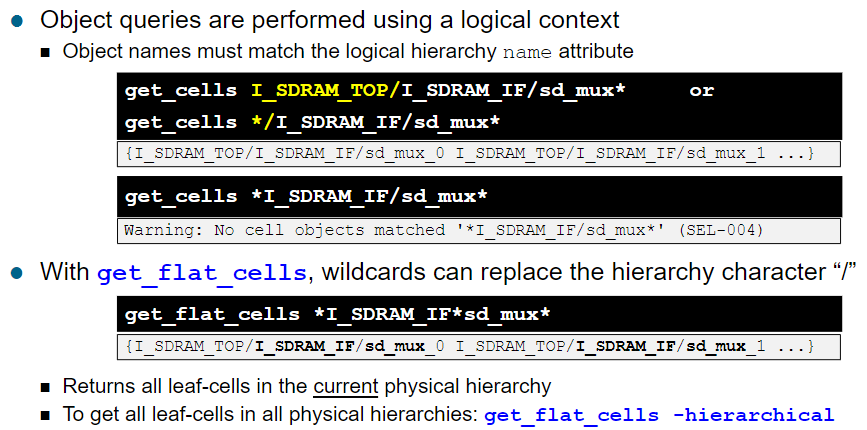 Object queries are performed using a logical context
Object names must match the logical hierarchy name attribute
get_cells I_SDRAM_TOP/I_SDRAM_IF/sd_mux* or
get_cells */I_SDRAM_IF/sd_mux*
{I_SDRAM_TOP/I_SDRAM_IF/sd_mux_0 I_SDRAM_TOP/I_SDRAM_IF/sd_mux_1 ...}
get_cells *I_SDRAM_IF/sd_mux*
Warning: No cell objects matched '*I_SDRAM_IF/sd_mux*' (SEL-004)
With get_flat_cells, wildcards can replace the hierarchy character “/”
get_flat_cells *I_SDRAM_IF*sd_mux*
{I_SDRAM_TOP/I_SDRAM_IF/sd_mux_0 I_SDRAM_TOP/I_SDRAM_IF/sd_mux_1 ...}
Returns all leaf-cells in the current physical hierarchy
To get all leaf-cells in all physical hierarchies: get_flat_cells -hierarchical